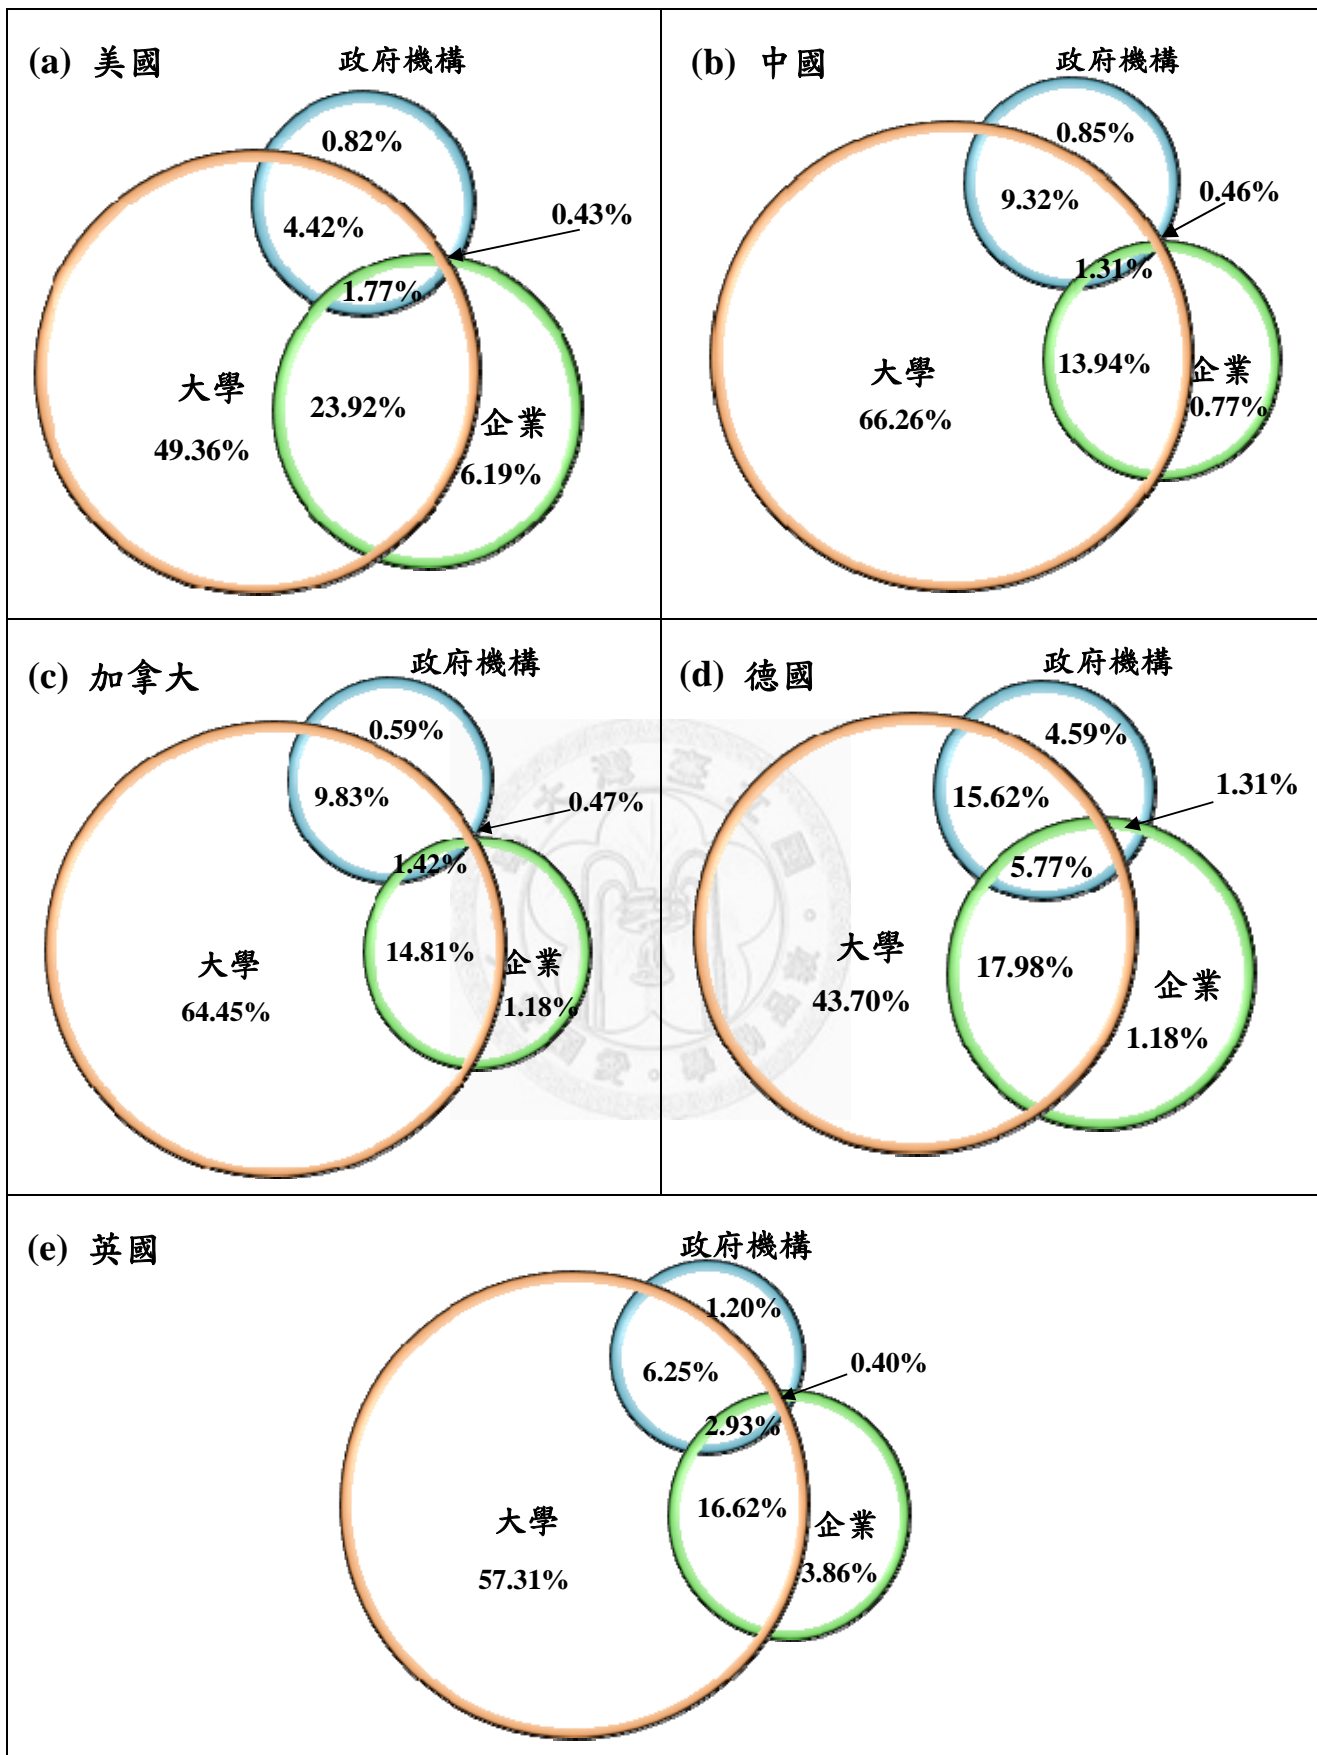 (a) 美國
政府機構
0.82%
0.43%
4.42%
1.77%
大學
49.36%
23.92%
企業
6.19%
(b) 中國
政府機構
0.85%
0.46%
9.32%
1.31%
大學
66.26%
13.94%
企業
0.77%
(c) 加拿大
政府機構
0.59%
0.47%
9.83%
1.42%
大學
64.45%
14.81%
企業
1.18%
(d) 德國
政府機構
4.59%
1.31%
15.62%
5.77%
大學
43.70%
17.98%
企業
1.18%
(e) 英國
政府機構
1.20%
0.40%
6.25%
2.93%
大學
57.31%
16.62%
企業
3.86%